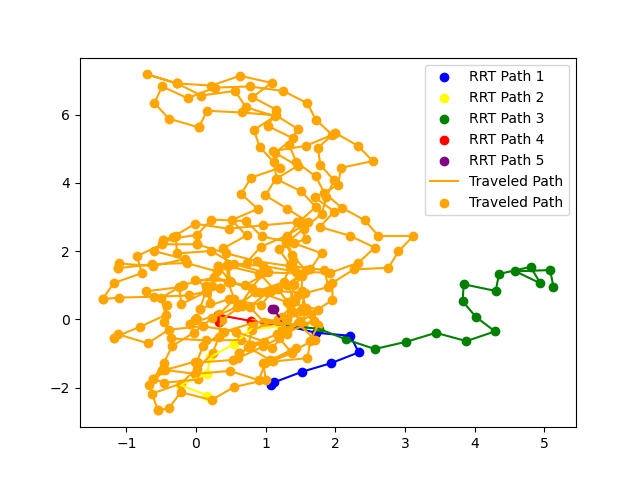 RRT Path 1
RRT Path 2
RRT Path 3
RRT Path 4
RRT Path 5
Traveled Path
Traveled Path
6
4
2
0
−2
−1 0 1 2 3 4 5